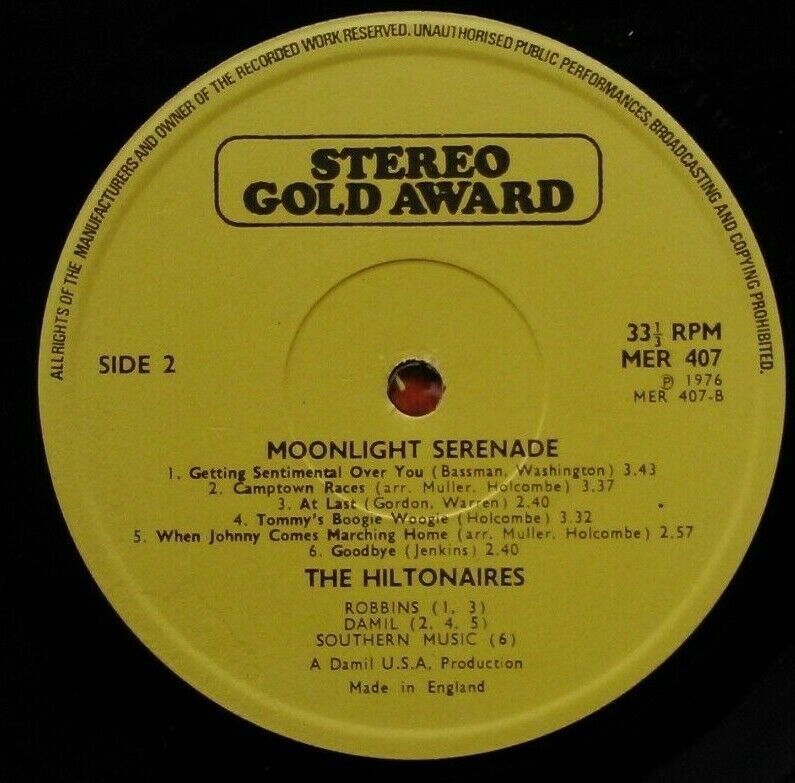 ALL RIGHTS OF THE MANUFACTURERS AND OWNER OF THE RECORDED WORK RESERVED. UNAUTHORISED PUBLIC PERFORMANCES, BROADCASTING AND COPYING PROHIBITED.
STEREO
GOLD AWARD
SIDE 2
33⅓ RPM
MER 407
℗ 1976
MER 407-B
MOONLIGHT SERENADE
1. Getting Sentimental Over You (Bassman, Washington) 3.43
2. Camptown Races (arr. Muller, Holcombe) 3.37
3. At Last (Gordon, Warren) 2.40
4. Tommy's Boogie Woogie (Holcombe) 3.32
5. When Johnny Comes Marching Home (arr. Muller, Holcombe) 2.57
6. Goodbye (Jenkins) 2.40
THE HILTONAIRES
ROBBINS (1, 3)
DAMIL (2, 4, 5)
SOUTHERN MUSIC (6)
A Damil U.S.A. Production
Made in England